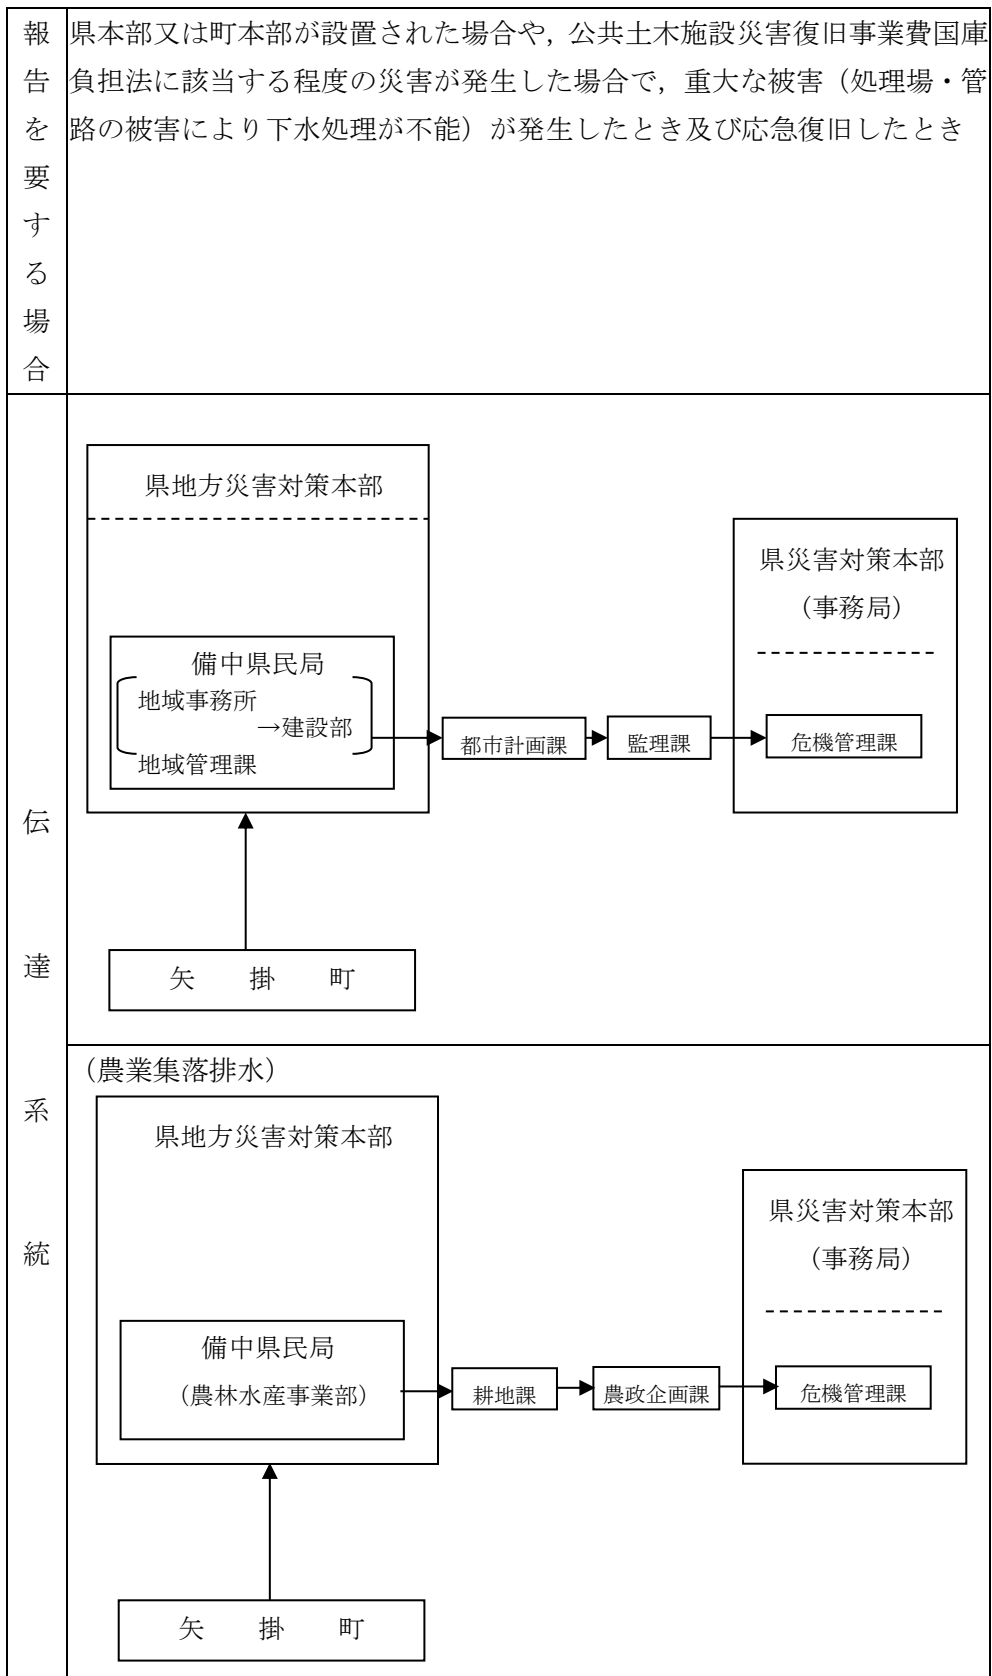 報告を要する場合
県本部又は町本部が設置された場合や，公共土木施設災害復旧事業費国庫
負担法に該当する程度の災害が発生した場合で，重大な被害（処理場・管
路の被害により下水処理が不能）が発生したとき及び応急復旧したとき
伝達系統
県地方災害対策本部
県災害対策本部
（事務局）
備中県民局
地域事務所
→建設部
地域管理課
都市計画課
監理課
危機管理課
矢　掛　町
（農業集落排水）
県地方災害対策本部
県災害対策本部
（事務局）
備中県民局
（農林水産事業部）
耕地課
農政企画課
危機管理課
矢　掛　町